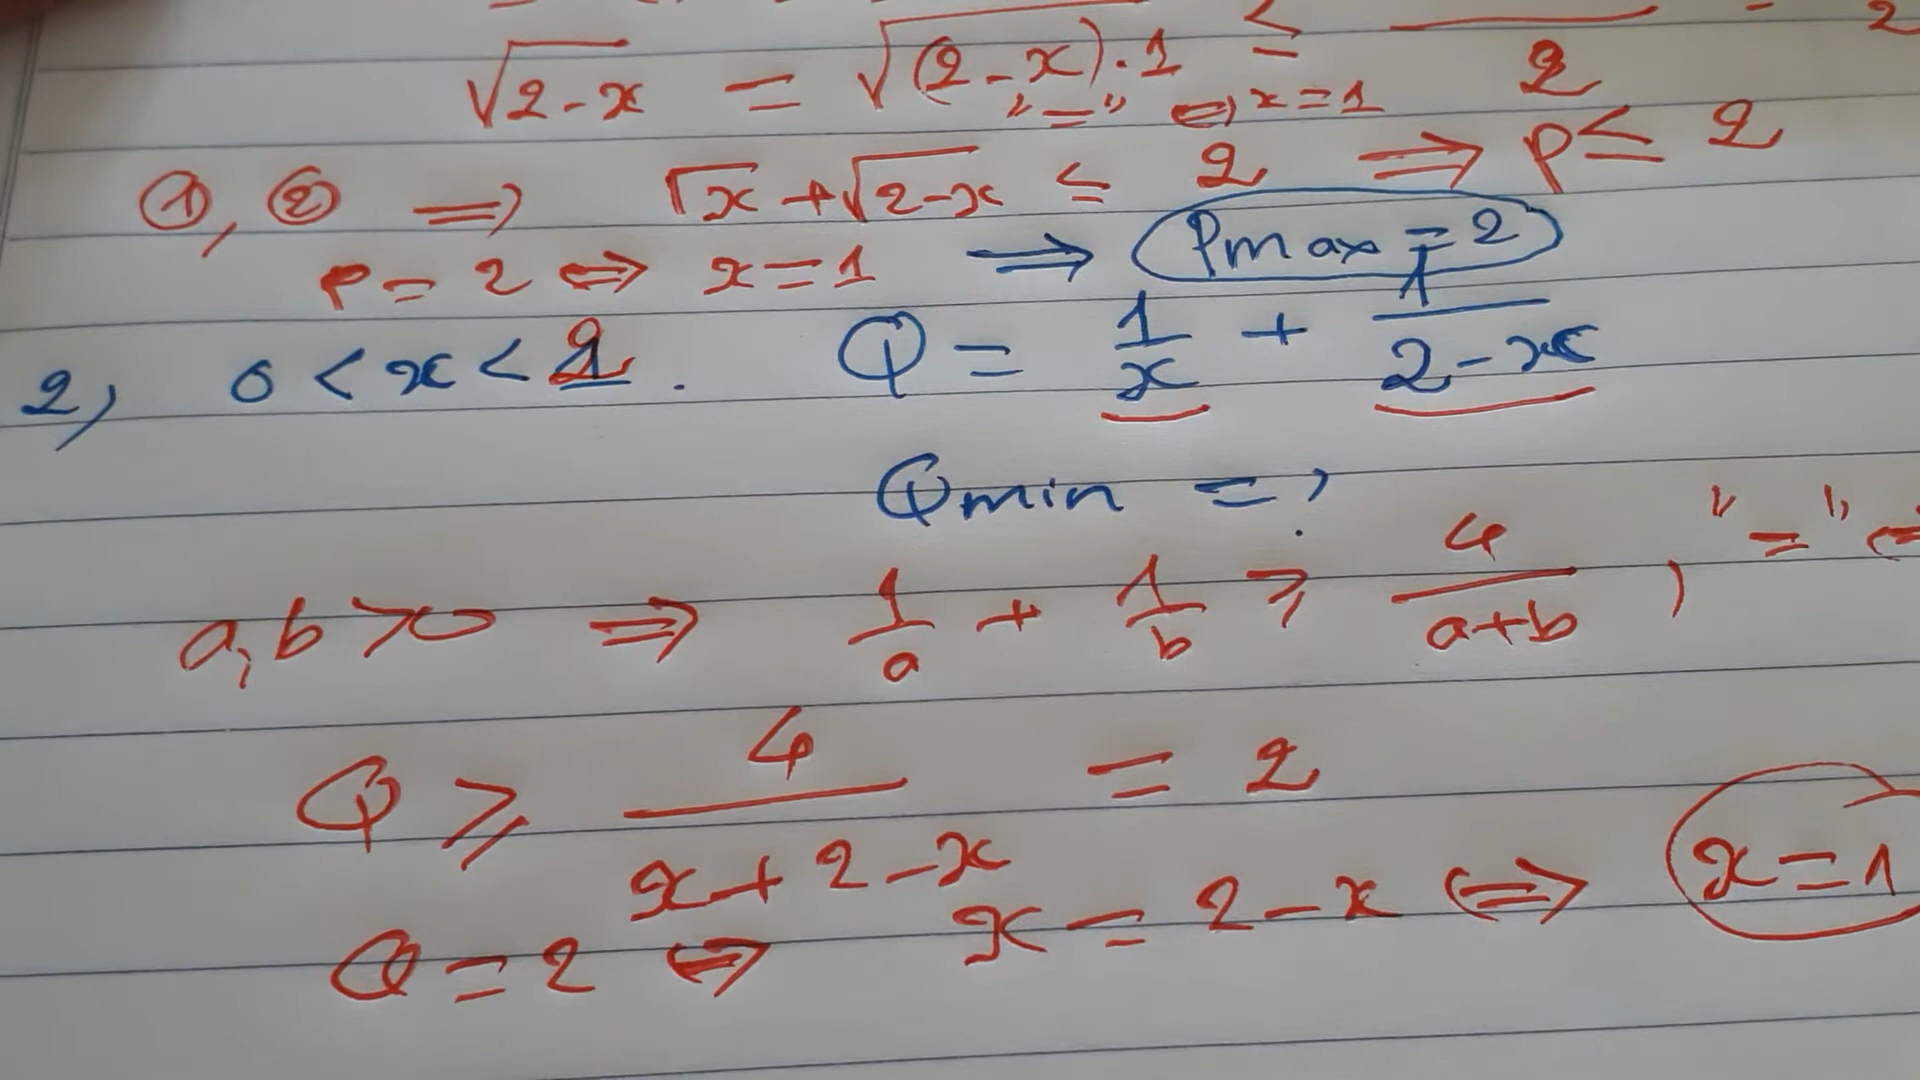 √2-x = √(2-x).1 ≤ ――― = 2
"=" ⇔ x=1 2
①, ② ⇒ √x + √2-x ≤ 2 ⇒ P ≤ 2
P = 2 ⇔ x = 1 ⇒ Pmax = 2
2, 0 < x < 2. Q = 1/x + 1/(2-x)
Qmin = ?
a, b > 0 ⇒ 1/a + 1/b ≥ 4/(a+b), "="
Q ≥ 4/(x+2-x) = 2
Q = 2 ⇔ x = 2-x ⇔ x = 1